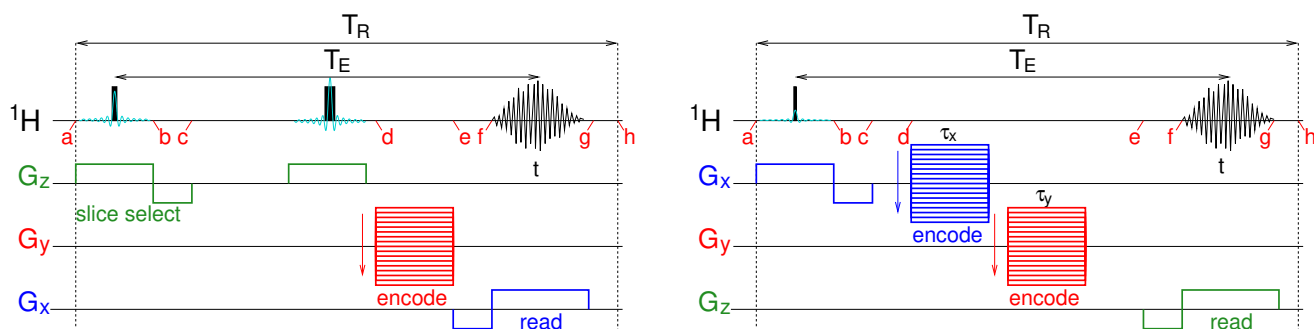 T_R
T_E
¹H
a b c d e f g h
t
G_z
slice select
G_y
encode
G_x
read
T_R
T_E
¹H
a b c d e f g h
τ_x
t
G_x
encode
τ_y
G_y
encode
G_z
read